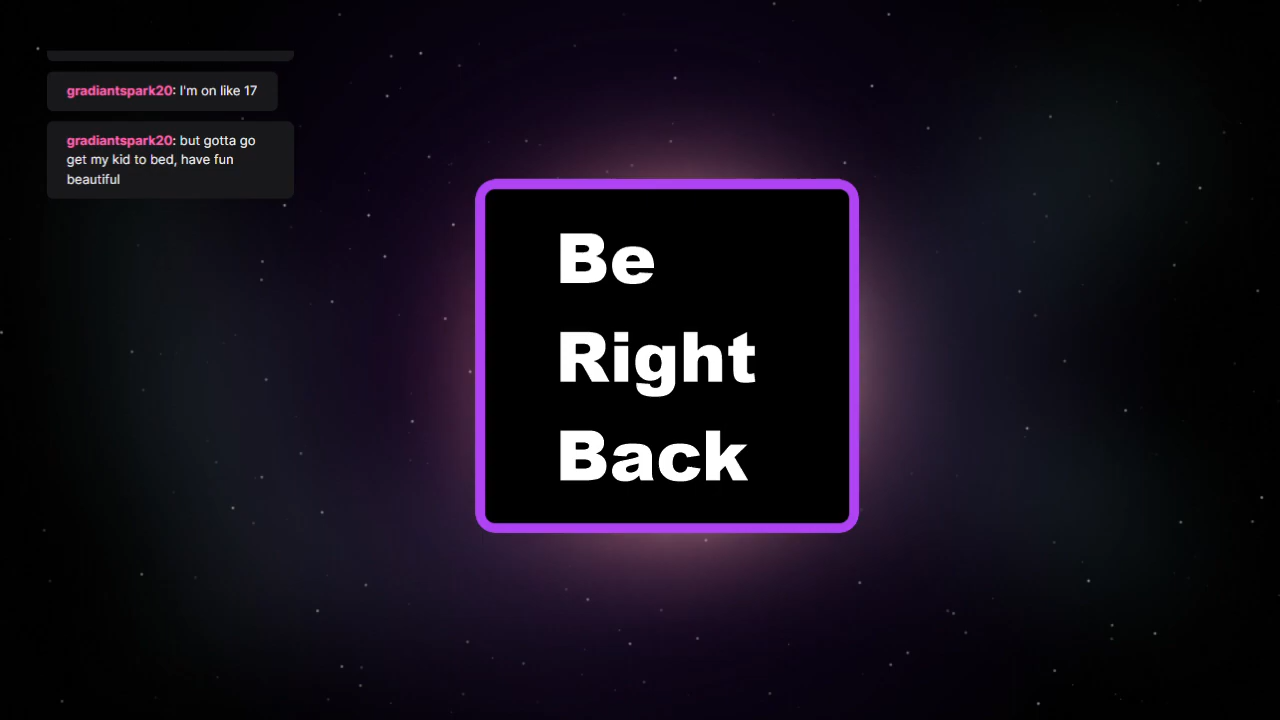 gradiantspark20: I'm on like 17
gradiantspark20: but gotta go
get my kid to bed, have fun
beautiful
Be
Right
Back